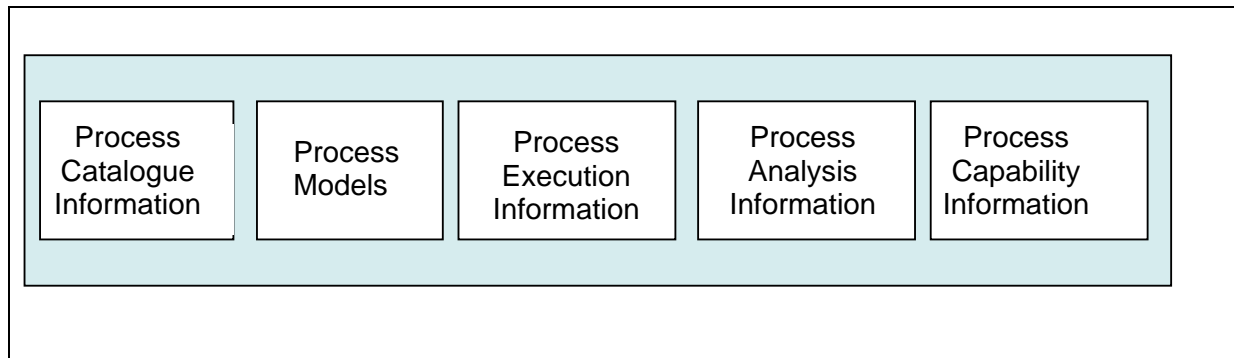 Process
Catalogue
Information
Process
Models
Process
Execution
Information
Process
Analysis
Information
Process
Capability
Information